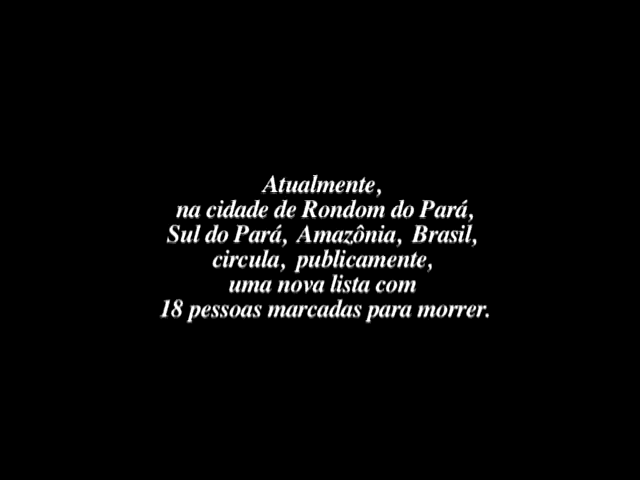 Atualmente,
na cidade de Rondom do Pará,
Sul do Pará, Amazônia, Brasil,
circula, publicamente,
uma nova lista com
18 pessoas marcadas para morrer.